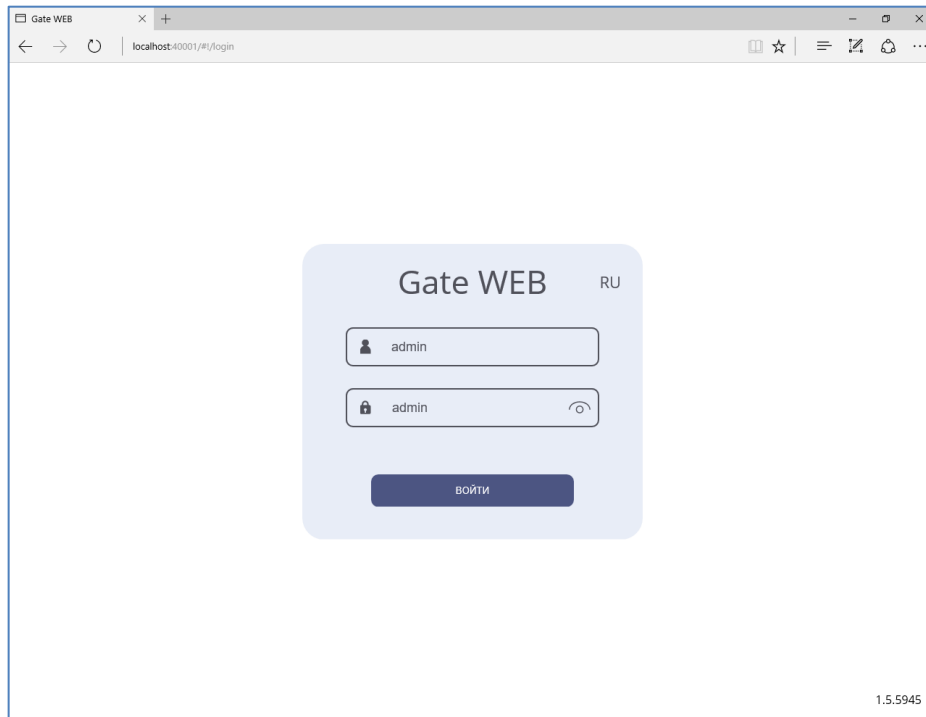 Gate WEB
localhost:40001/#!/login
Gate WEB
RU
admin
admin
ВОЙТИ
1.5.5945